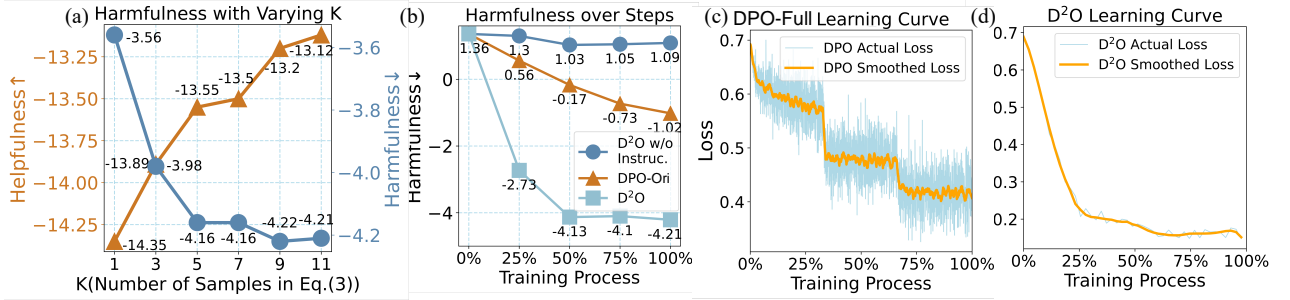 (a)
Harmfulness with Varying K
Helpfulness↑
−13.25
−13.50
−13.75
−14.00
−14.25
-3.56
-13.89
-3.98
-14.35
-13.55
-13.5
-13.2
-13.12
-4.16
-4.16
-4.22
-4.21
−3.6
−3.8
−4.0
−4.2
Harmfulness↓
1
3
5
7
9
11
K(Number of Samples in Eq.(3))
(b)
Harmfulness over Steps
Harmfulness↓
0
−2
−4
1.36
1.3
1.03
1.05
1.09
0.56
-0.17
-0.73
-1.02
-2.73
-4.13
-4.1
-4.21
D²O w/o
Instruc.
DPO-Ori
D²O
0%
25%
50%
75%
100%
Training Process
(c)
DPO-Full Learning Curve
Loss
0.7
0.6
0.5
0.4
DPO Actual Loss
DPO Smoothed Loss
0%
25%
50%
75%
100%
Training Process
(d)
D²O Learning Curve
0.7
0.6
0.5
0.4
0.3
0.2
D²O Actual Loss
D²O Smoothed Loss
0%
25%
50%
75%
100%
Training Process